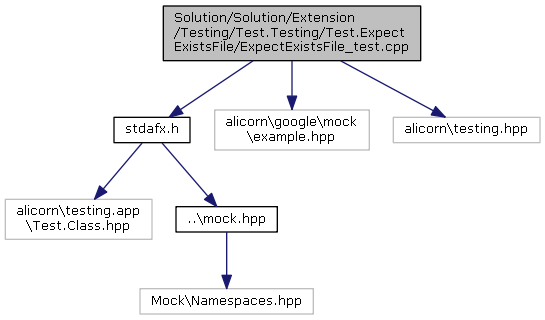 Solution/Solution/Extension
/Testing/Test.Testing/Test.Expect
ExistsFile/ExpectExistsFile_test.cpp
stdafx.h
alicorn\google\mock
\example.hpp
alicorn\testing.hpp
alicorn\testing.app
\Test.Class.hpp
..\mock.hpp
Mock\Namespaces.hpp